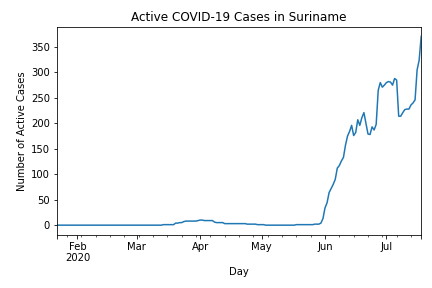 Active COVID-19 Cases in Suriname
Number of Active Cases
350
300
250
200
150
100
50
0
Feb Mar Apr May Jun Jul
2020
Day